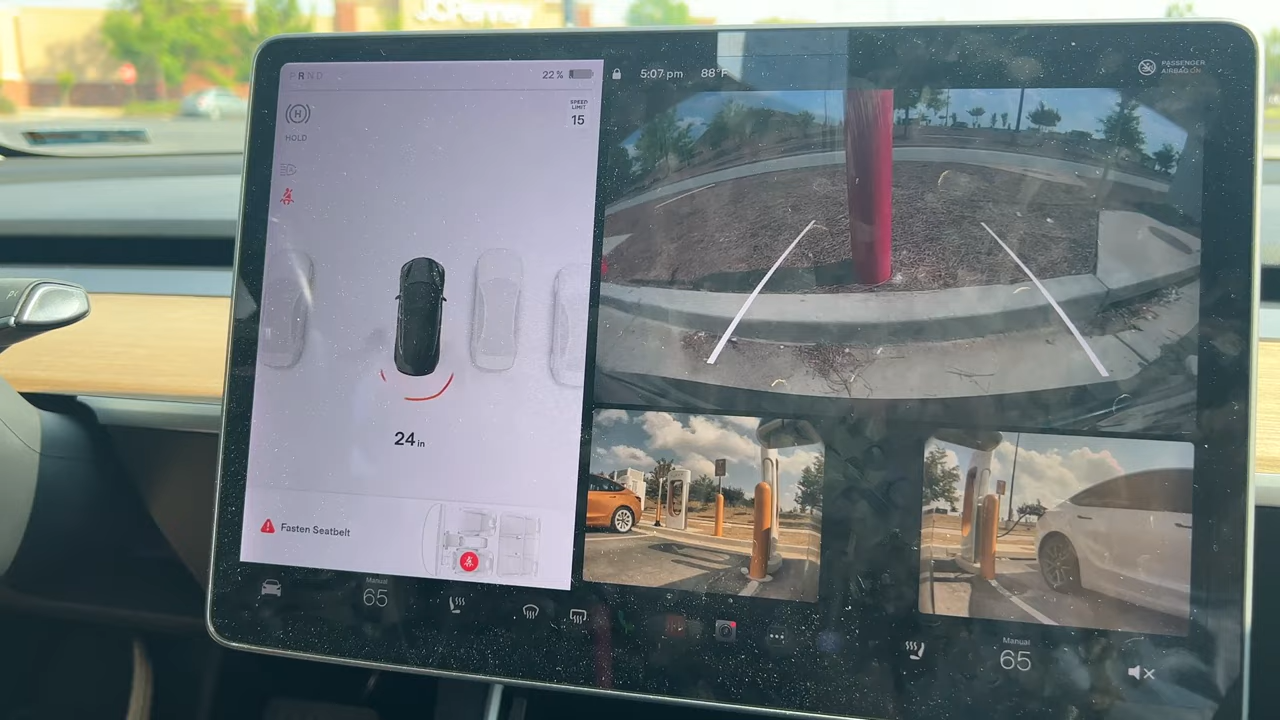 JCPenney
PRND
22%
5:07 pm
88°F
PASSENGER
AIRBAG ON
HOLD
SPEED
LIMIT
15
24 in
Fasten Seatbelt
Manual
65
Manual
65